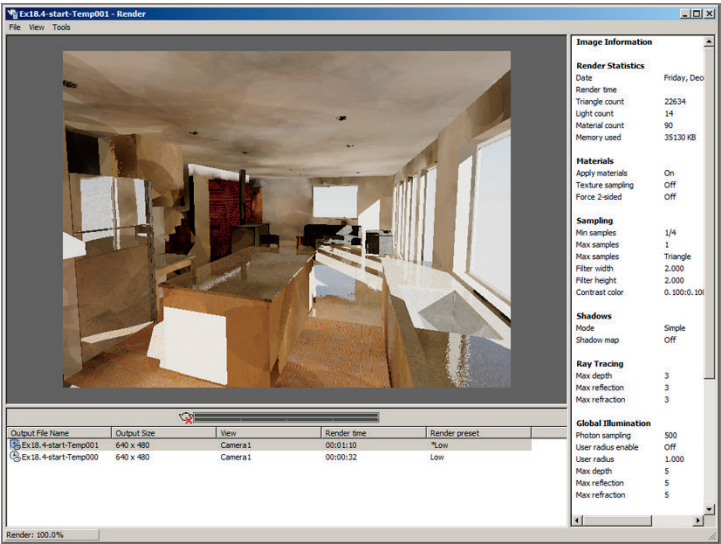 Ex18.4-start-Temp001 - Render
File View Tools
Image Information
Render Statistics
Date Friday, Dec
Render time
Triangle count 22634
Light count 14
Material count 90
Memory used 35130 KB
Materials
Apply materials On
Texture sampling Off
Force 2-sided Off
Sampling
Min samples 1/4
Max samples 1
Max samples Triangle
Filter width 2.000
Filter height 2.000
Contrast color 0.100:0.100
Shadows
Mode Simple
Shadow map Off
Ray Tracing
Max depth 3
Max reflection 3
Max refraction 3
Global Illumination
Photon sampling 500
User radius enable Off
User radius 1.000
Max depth 5
Max reflection 5
Max refraction 5
Output File Name Output Size View Render time Render preset
Ex18.4-start-Temp001 640 x 480 Camera1 00:01:10 *Low
Ex18.4-start-Temp000 640 x 480 Camera1 00:00:32 Low
Render: 100.0%